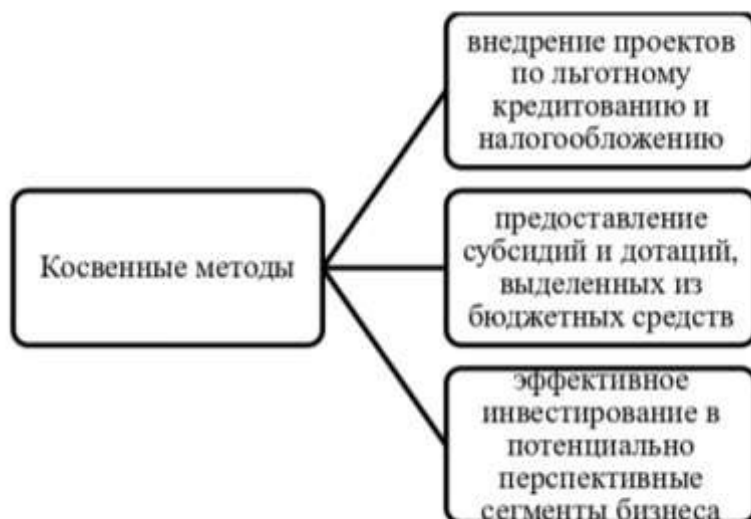 внедрение проектов
по льготному
кредитованию и
налогообложению
Косвенные методы
предоставление
субсидий и дотаций,
выделенных из
бюджетных средств
эффективное
инвестирование в
потенциально
перспективные
сегменты бизнеса